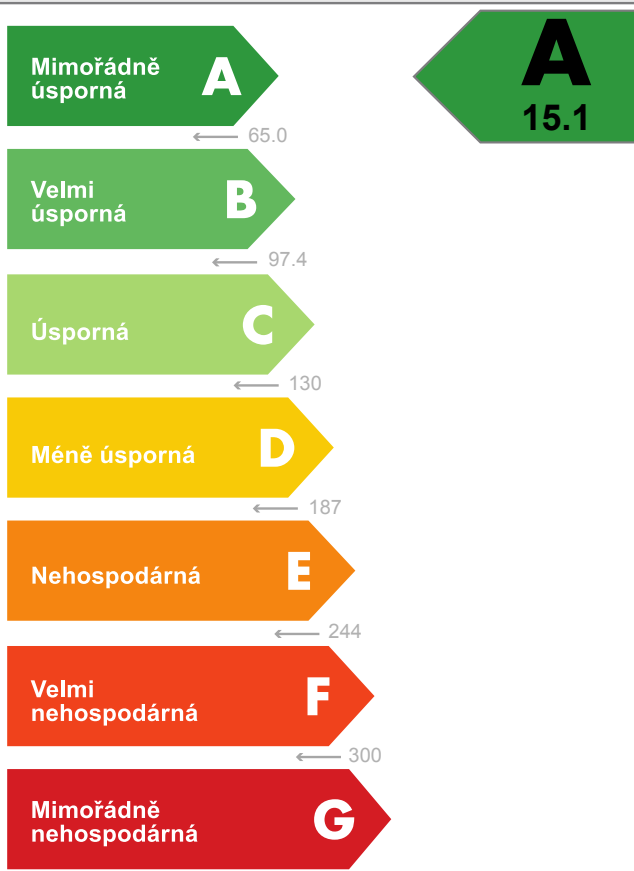 Mimořádně
úsporná
A
A
15.1
65.0
Velmi
úsporná
B
97.4
Úsporná
C
130
Méně úsporná
D
187
Nehospodárná
E
244
Velmi
nehospodárná
F
300
Mimořádně
nehospodárná
G